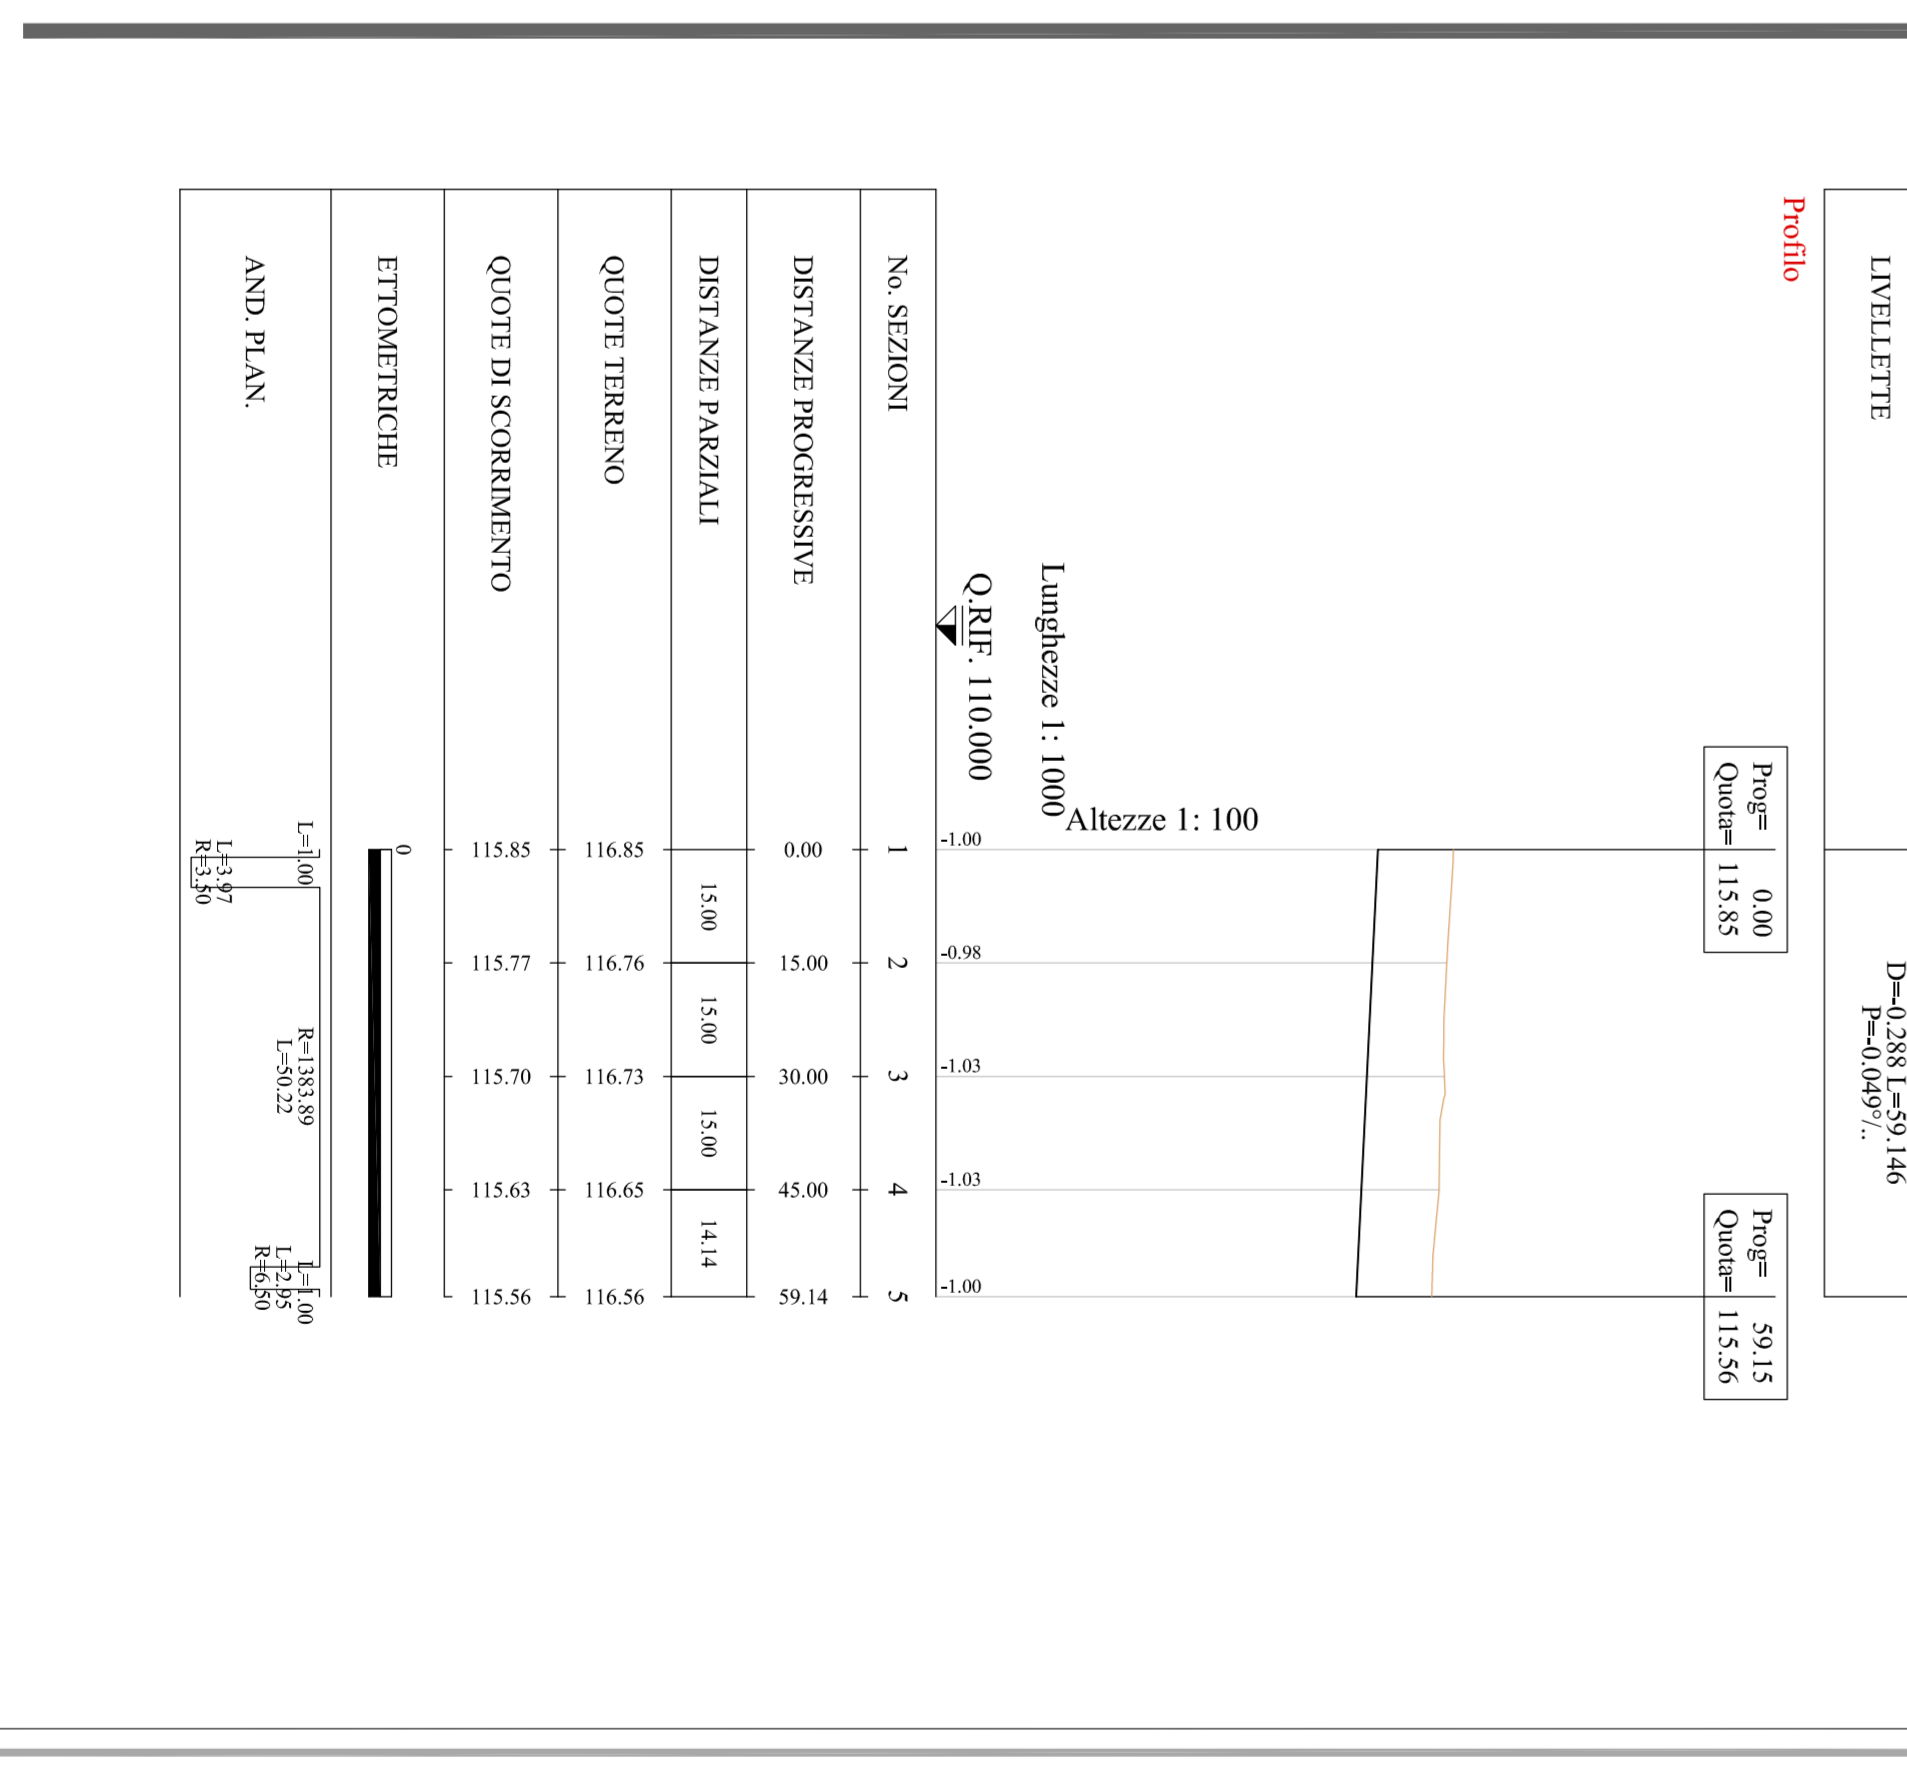 LIVELLETTE
D=-0.288 L=59.146
P=-0.049°/..
Profilo
Prog= 0.00
Quota= 115.85
Prog= 59.15
Quota= 115.56
Altezze 1: 100
Lunghezze 1: 1000
Q.RIF. 110.000
-1.00
-0.98
-1.03
-1.03
-1.00
No. SEZIONI
1
2
3
4
5
DISTANZE PROGRESSIVE
0.00
15.00
30.00
45.00
59.14
DISTANZE PARZIALI
15.00
15.00
15.00
14.14
QUOTE TERRENO
116.85
116.76
116.73
116.65
116.56
QUOTE DI SCORRIMENTO
115.85
115.77
115.70
115.63
115.56
ETTOMETRICHE
0
AND. PLAN.
L=1.00
L=3.97
R=3.50
R=1383.89
L=50.22
L=1.00
L=2.95
R=6.50